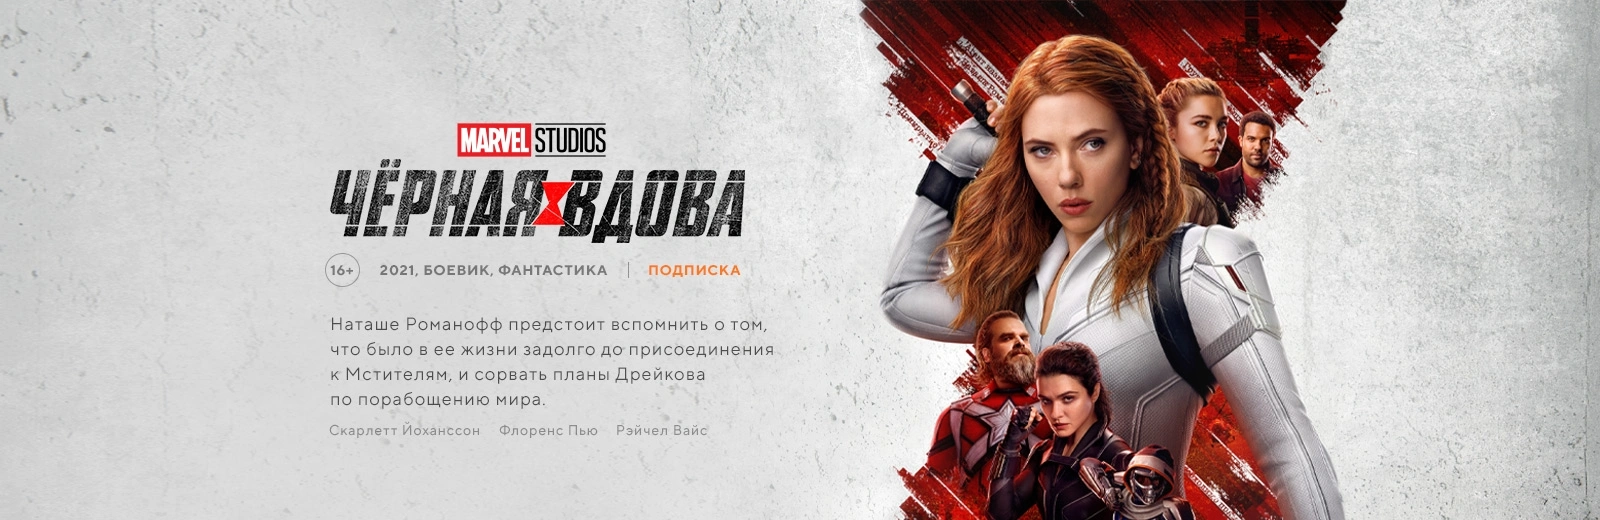 MARVEL STUDIOS
ЧЁРНАЯ ВДОВА
16+ 2021, БОЕВИК, ФАНТАСТИКА | ПОДПИСКА
Наташе Романофф предстоит вспомнить о том,
что было в ее жизни задолго до присоединения
к Мстителям, и сорвать планы Дрейкова
по порабощению мира.
Скарлетт Йоханссон Флоренс Пью Рэйчел Вайс